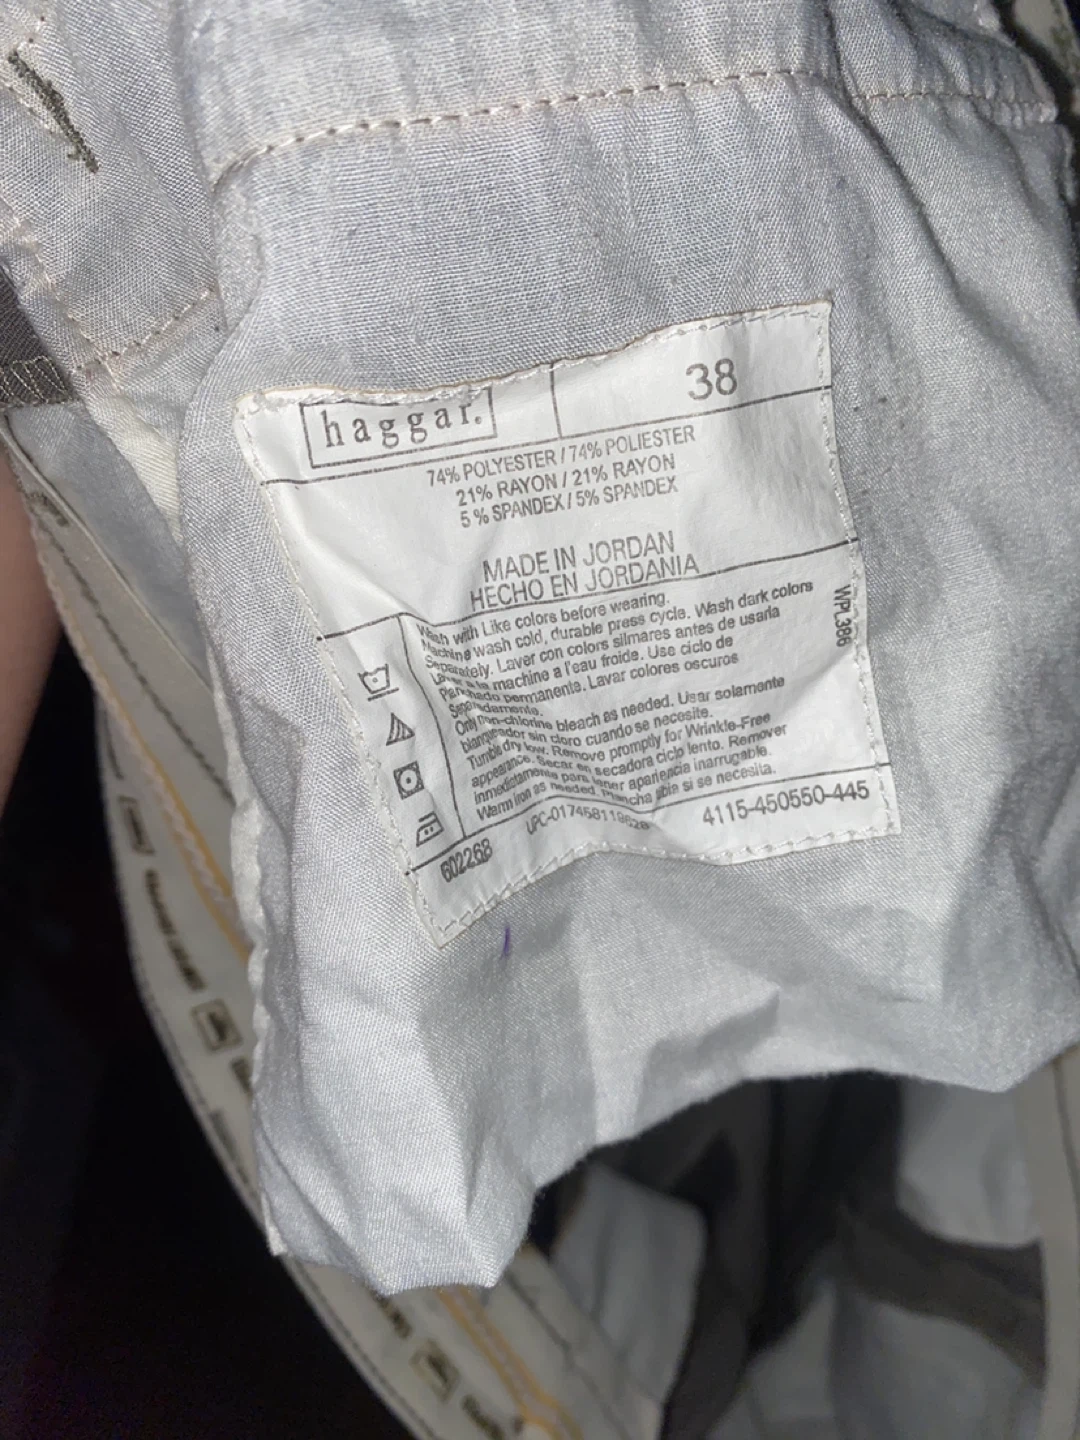 haggar.
38
74% POLYESTER / 74% POLIESTER
21% RAYON / 21% RAYON
5 % SPANDEX / 5% SPANDEX
MADE IN JORDAN
HECHO EN JORDANIA
Wash with Like colors before wearing.
Machine wash cold, durable press cycle. Wash dark colors
Separately. Laver con colors silmares antes de usarla
Laver a la machine a l'eau froide. Use ciclo de
Planchado permanente. Lavar colores oscuros
Separadamente.
Only non-chlorine bleach as needed. Usar solamente
blanqueador sin cloro cuando se necesite.
Tumble dry low. Remove promptly for Wrinkle-Free
appearance. Secar en secadora ciclo lento. Remover
inmedictamente para tener apariencia inarrugable.
Warm iron as needed. Plancha tibia si se necesita.
WPL386
602268
4115-450550-445